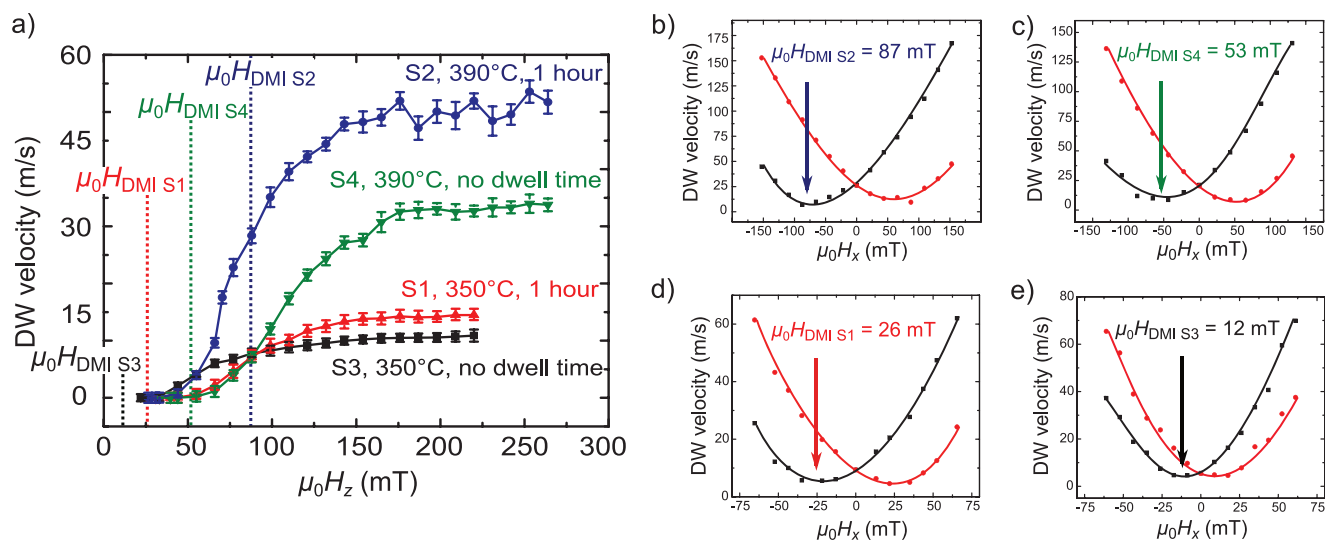 a)
DW velocity (m/s)
60
45
30
15
0
0
50
100
150
200
250
300
μ₀Hz (mT)
μ₀HDMI S2
μ₀HDMI S4
μ₀HDMI S1
μ₀HDMI S3
S2, 390°C, 1 hour
S4, 390°C, no dwell time
S1, 350°C, 1 hour
S3, 350°C, no dwell time
b)
DW velocity (m/s)
175
150
125
100
75
50
25
0
-150
-100
-50
0
50
100
150
μ₀Hx (mT)
μ₀HDMI S2 = 87 mT
c)
DW velocity (m/s)
150
125
100
75
50
25
0
-150
-100
-50
0
50
100
150
μ₀Hx (mT)
μ₀HDMI S4 = 53 mT
d)
DW velocity (m/s)
60
40
20
0
-75
-50
-25
0
25
50
75
μ₀Hx (mT)
μ₀HDMI S1 = 26 mT
e)
DW velocity (m/s)
80
60
40
20
0
-75
-50
-25
0
25
50
75
μ₀Hx (mT)
μ₀HDMI S3 = 12 mT